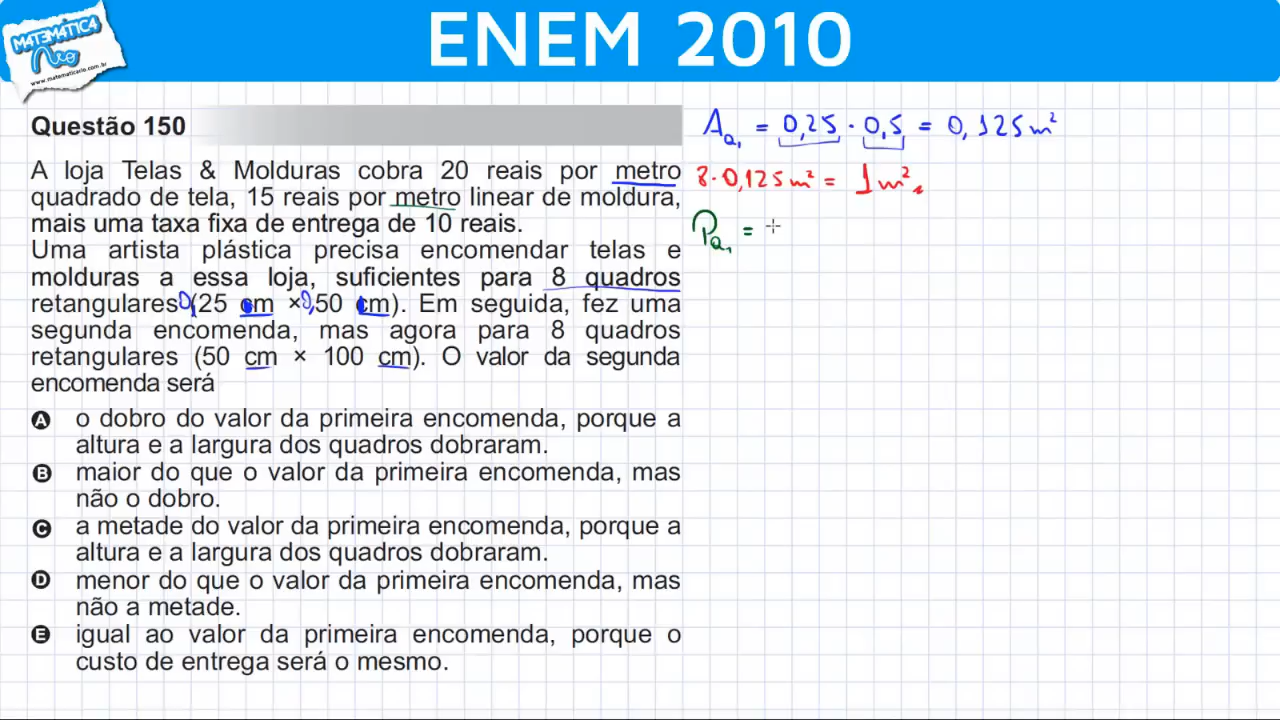 MATEMÁTICA
Rio
www.matematicario.com.br
ENEM 2010
Questão 150
A loja Telas & Molduras cobra 20 reais por metro
quadrado de tela, 15 reais por metro linear de moldura,
mais uma taxa fixa de entrega de 10 reais.
Uma artista plástica precisa encomendar telas e
molduras a essa loja, suficientes para 8 quadros
retangulares 0,(25 cm × 0,50 cm). Em seguida, fez uma
segunda encomenda, mas agora para 8 quadros
retangulares (50 cm × 100 cm). O valor da segunda
encomenda será
A o dobro do valor da primeira encomenda, porque a
altura e a largura dos quadros dobraram.
B maior do que o valor da primeira encomenda, mas
não o dobro.
C a metade do valor da primeira encomenda, porque a
altura e a largura dos quadros dobraram.
D menor do que o valor da primeira encomenda, mas
não a metade.
E igual ao valor da primeira encomenda, porque o
custo de entrega será o mesmo.
A_Q₁ = 0,25 · 0,5 = 0,125 m²
8 · 0,125 m² = 1 m²
P_Q₁ =